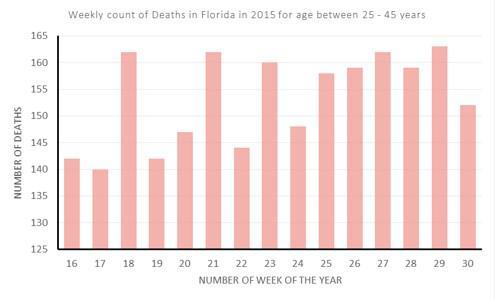 Weekly count of Deaths in Florida in 2015 for age between 25 - 45 years
165
160
155
150
145
140
135
130
125
NUMBER OF DEATHS
16 17 18 19 20 21 22 23 24 25 26 27 28 29 30
NUMBER OF WEEK OF THE YEAR